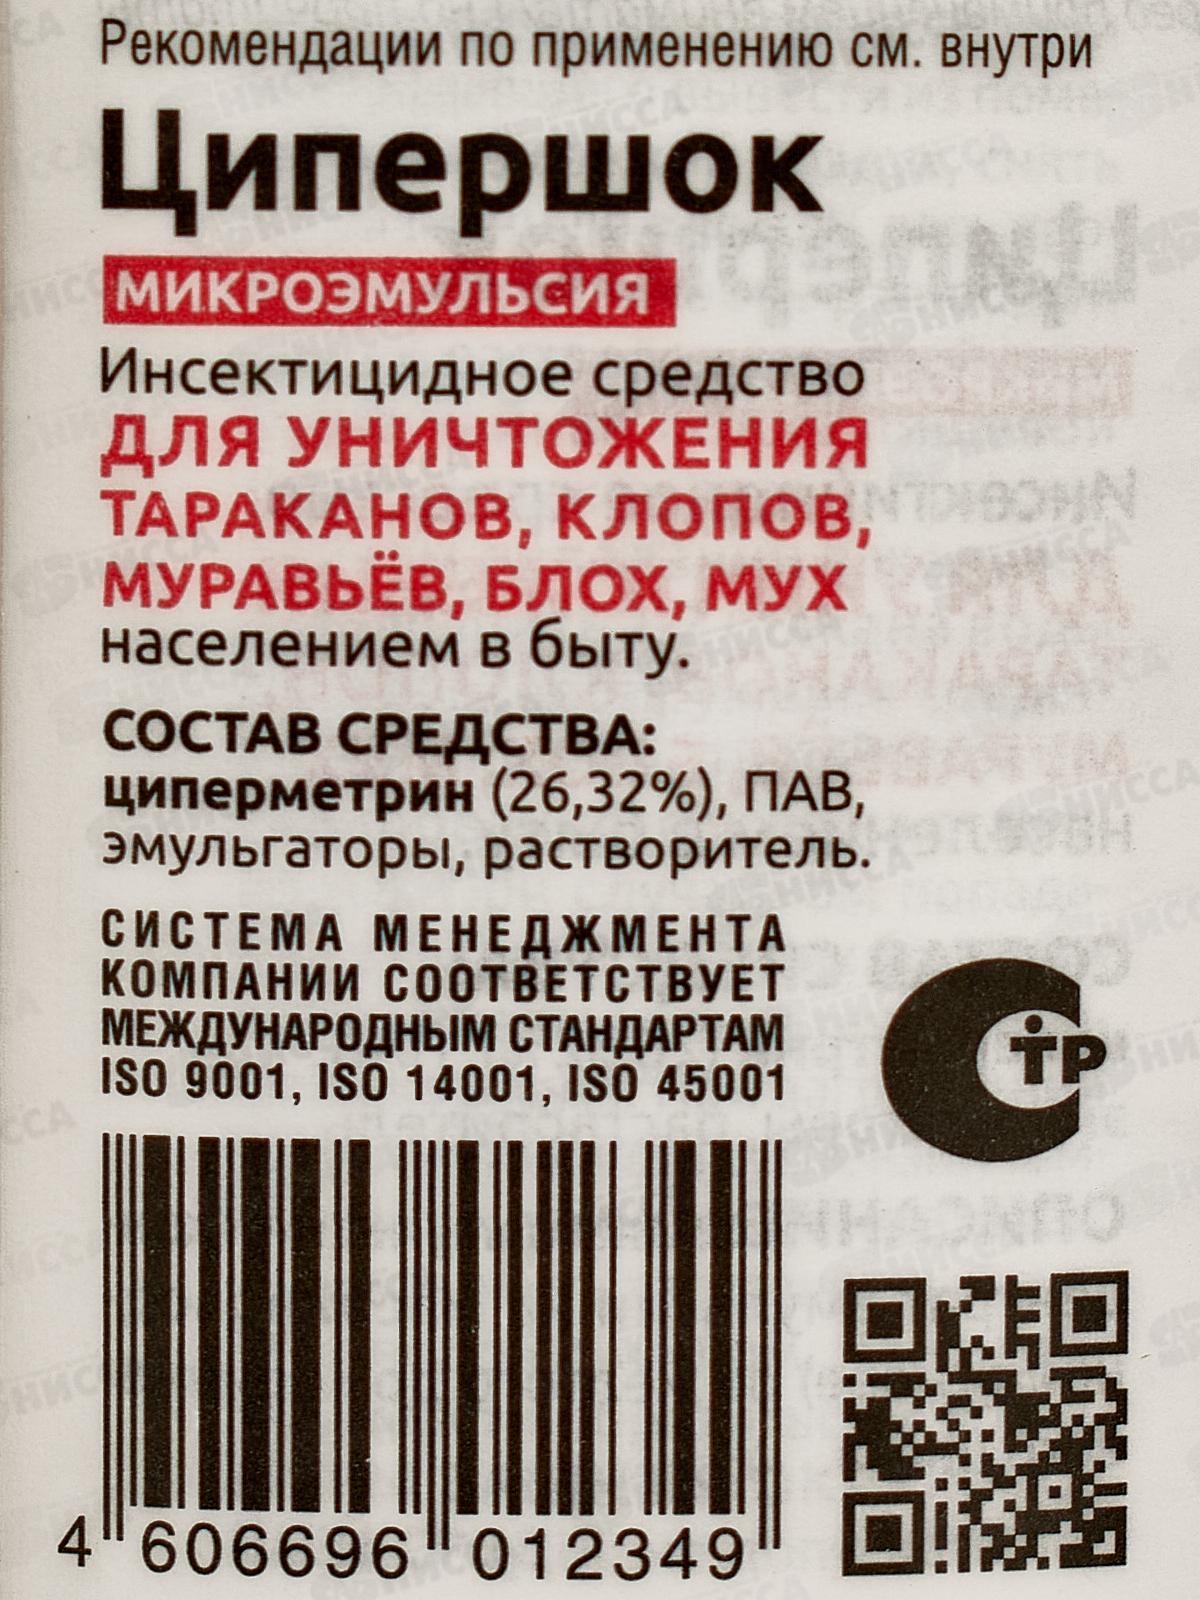 Рекомендации по применению см. внутри
Ципершок
МИКРОЭМУЛЬСИЯ
Инсектицидное средство
ДЛЯ УНИЧТОЖЕНИЯ
ТАРАКАНОВ, КЛОПОВ,
МУРАВЬЁВ, БЛОХ, МУХ
населением в быту.
СОСТАВ СРЕДСТВА:
циперметрин (26,32%), ПАВ,
эмульгаторы, растворитель.
СИСТЕМА МЕНЕДЖМЕНТА
КОМПАНИИ СООТВЕТСТВУЕТ
МЕЖДУНАРОДНЫМ СТАНДАРТАМ
ISO 9001, ISO 14001, ISO 45001
СТР
4 606696 012349